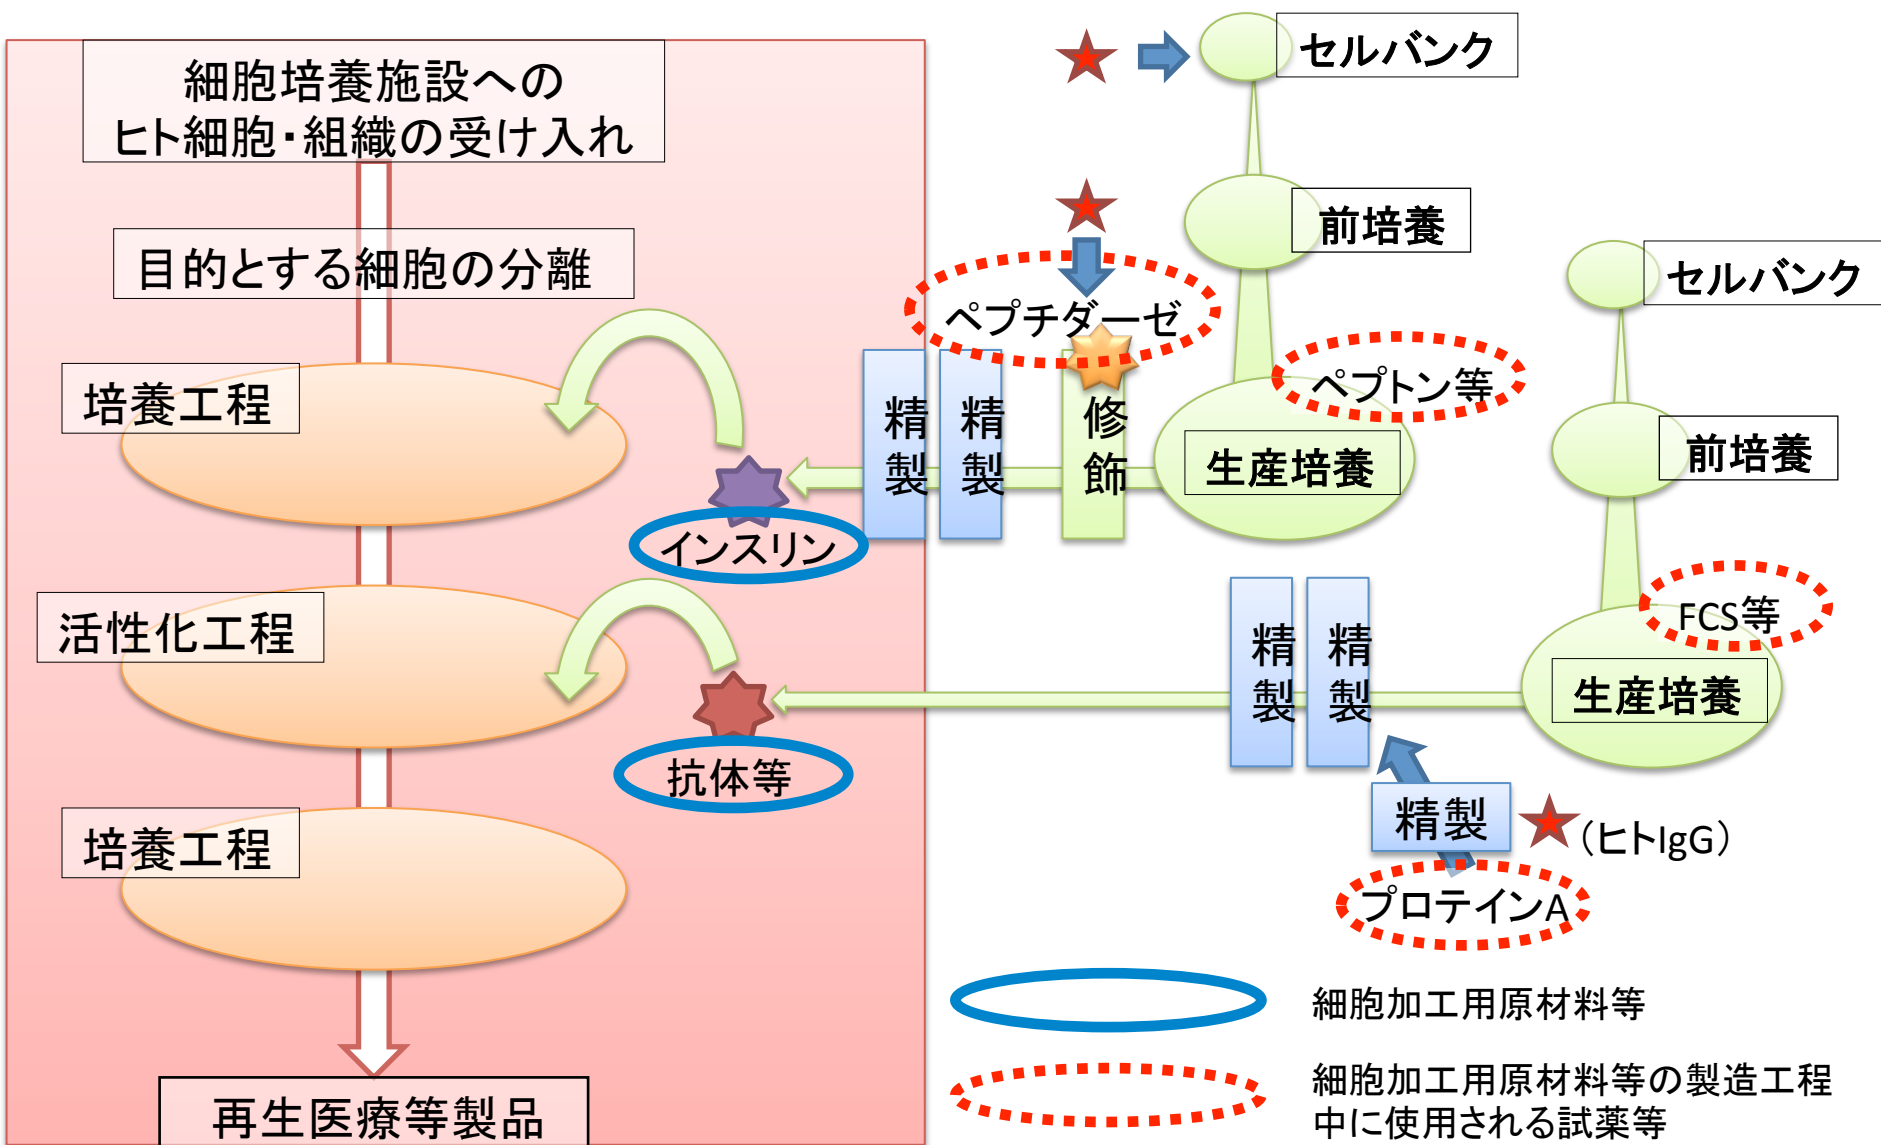 細胞培養施設への
ヒト細胞・組織の受け入れ
目的とする細胞の分離
培養工程
活性化工程
培養工程
再生医療等製品
インスリン
抗体等
精製
精製
修飾
ペプチダーゼ
セルバンク
前培養
ペプトン等
生産培養
セルバンク
前培養
FCS等
生産培養
精製
精製
精製
(ヒトIgG)
プロテインA
細胞加工用原材料等
細胞加工用原材料等の製造工程
中に使用される試薬等